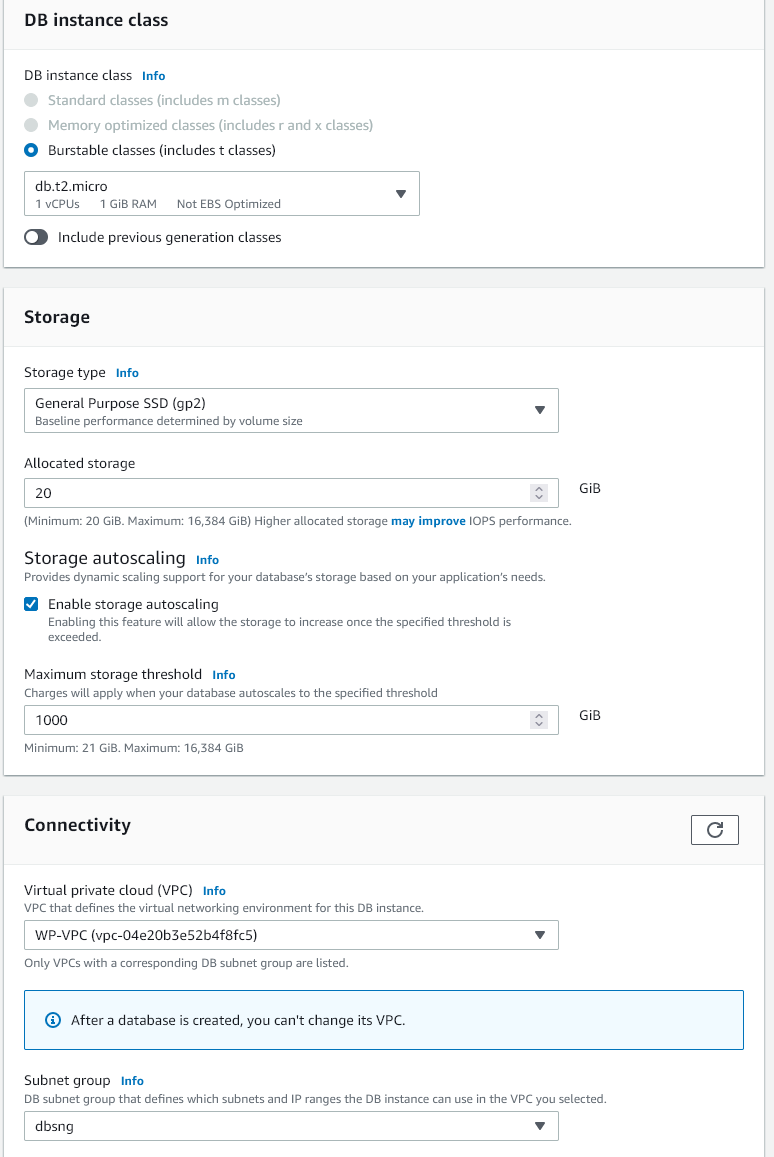 DB instance class
DB instance class Info
Standard classes (includes m classes)
Memory optimized classes (includes r and x classes)
Burstable classes (includes t classes)
db.t2.micro
1 vCPUs 1 GiB RAM Not EBS Optimized
Include previous generation classes
Storage
Storage type Info
General Purpose SSD (gp2)
Baseline performance determined by volume size
Allocated storage
20 GiB
(Minimum: 20 GiB. Maximum: 16,384 GiB) Higher allocated storage may improve IOPS performance.
Storage autoscaling Info
Provides dynamic scaling support for your database's storage based on your application's needs.
Enable storage autoscaling
Enabling this feature will allow the storage to increase once the specified threshold is
exceeded.
Maximum storage threshold Info
Charges will apply when your database autoscales to the specified threshold
1000 GiB
Minimum: 21 GiB. Maximum: 16,384 GiB
Connectivity
Virtual private cloud (VPC) Info
VPC that defines the virtual networking environment for this DB instance.
WP-VPC (vpc-04e20b3e52b4f8fc5)
Only VPCs with a corresponding DB subnet group are listed.
After a database is created, you can't change its VPC.
Subnet group Info
DB subnet group that defines which subnets and IP ranges the DB instance can use in the VPC you selected.
dbsng